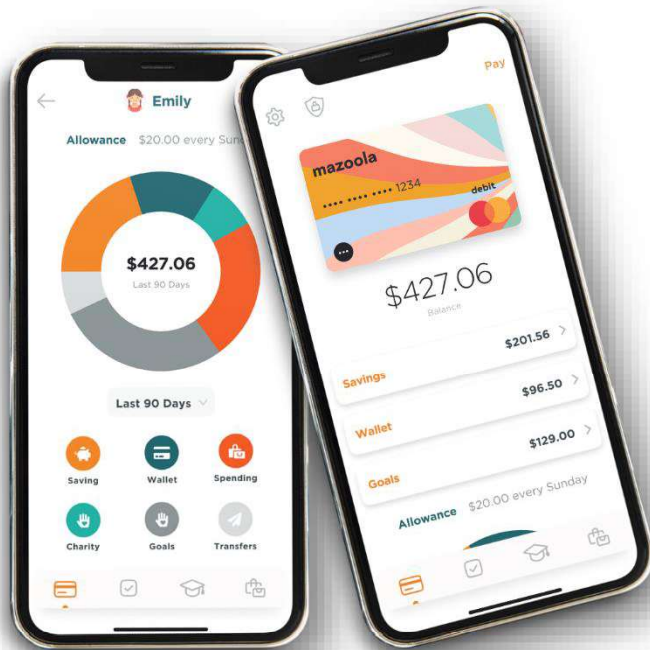 Emily
Allowance $20.00 every Sun
$427.06
Last 90 Days
Last 90 Days
Saving
Wallet
Spending
Charity
Goals
Transfers
Pay
mazoola
•••• •••• •••• 1234
debit
$427.06
Balance
Savings $201.56
Wallet $96.50
Goals $129.00
Allowance $20.00 every Sunday